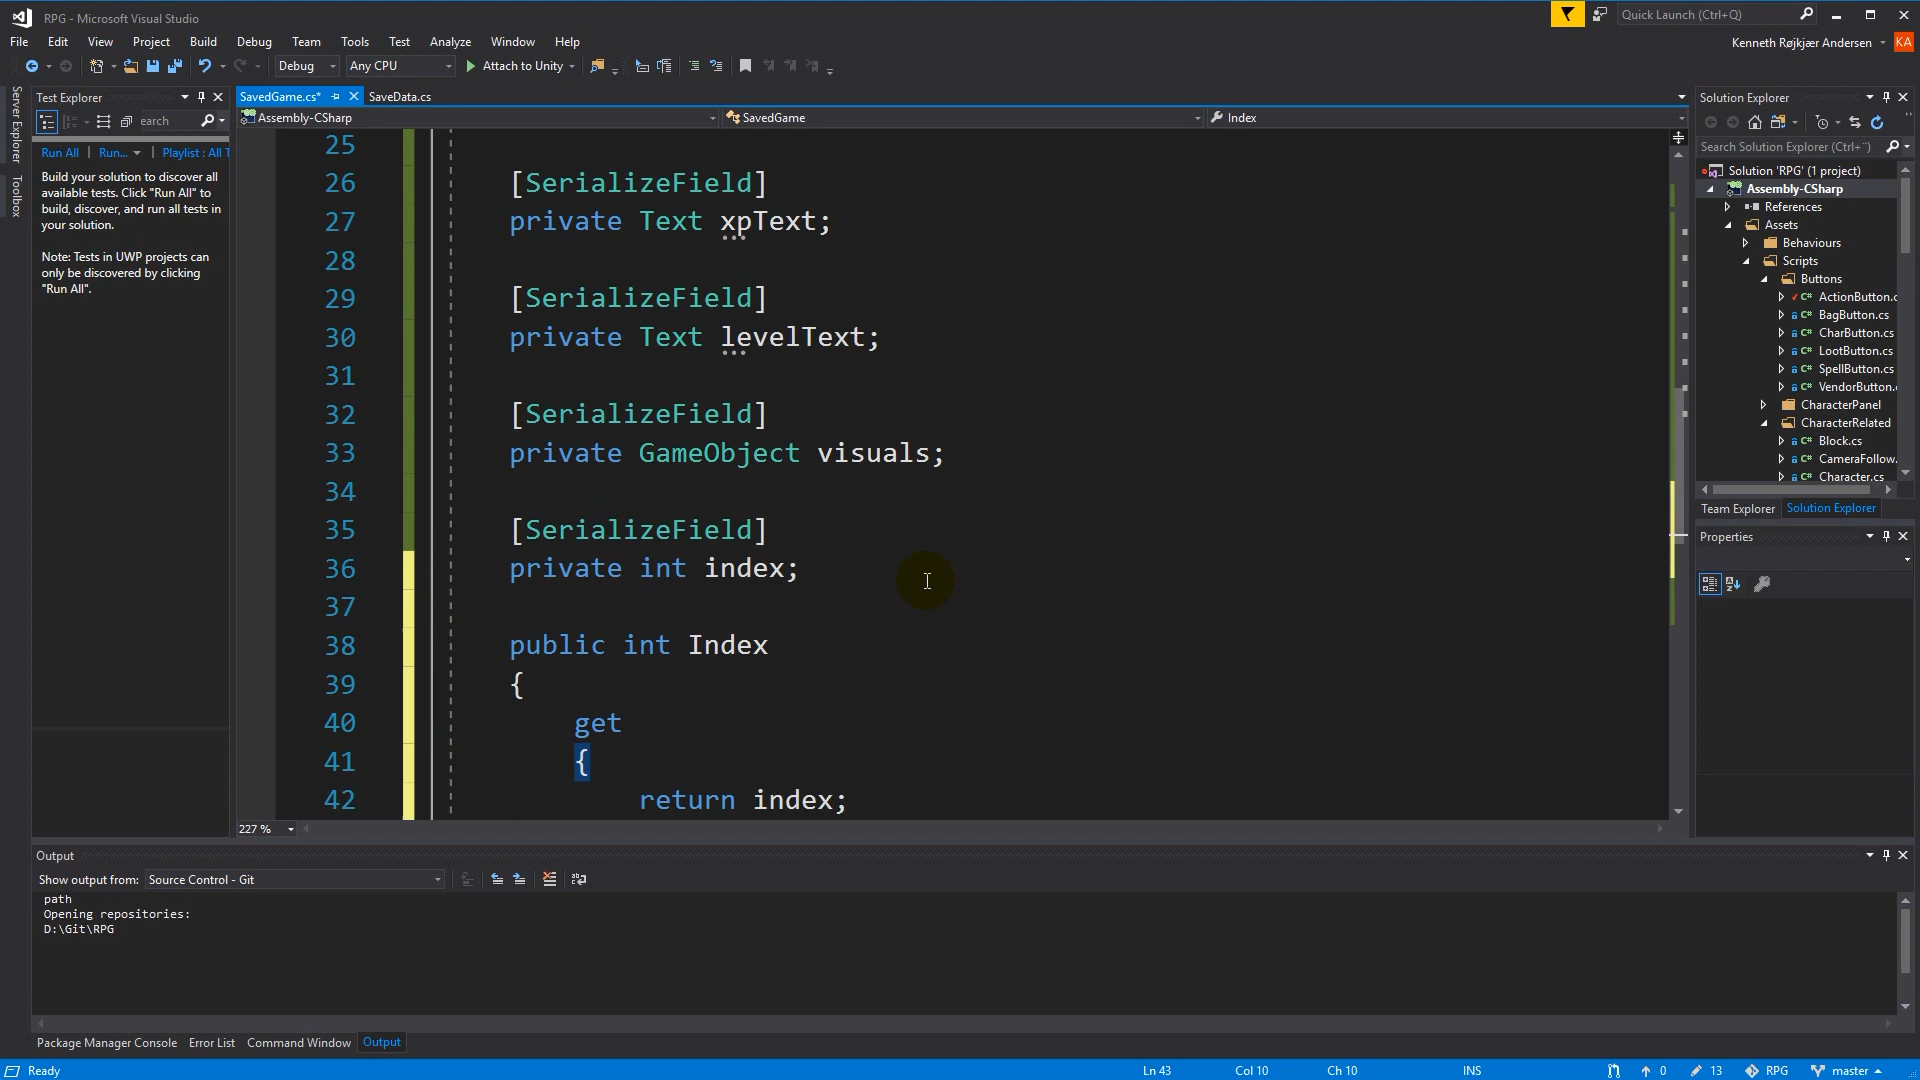 RPG - Microsoft Visual Studio
Quick Launch (Ctrl+Q)
File Edit View Project Build Debug Team Tools Test Analyze Window Help
Kenneth Røjkjær Andersen
KA
Debug Any CPU Attach to Unity
Server Explorer
Toolbox
Test Explorer
earch
Run All Run... Playlist : All T
Build your solution to discover all
available tests. Click "Run All" to
build, discover, and run all tests in
your solution.
Note: Tests in UWP projects can
only be discovered by clicking
"Run All".
SavedGame.cs* SaveData.cs
Assembly-CSharp SavedGame Index
25
26 [SerializeField]
27 private Text xpText;
28
29 [SerializeField]
30 private Text levelText;
31
32 [SerializeField]
33 private GameObject visuals;
34
35 [SerializeField]
36 private int index;
37
38 public int Index
39 {
40 get
41 {
42 return index;
227 %
Solution Explorer
Search Solution Explorer (Ctrl+¨)
Solution 'RPG' (1 project)
Assembly-CSharp
References
Assets
Behaviours
Scripts
Buttons
C# ActionButton.c
C# BagButton.cs
C# CharButton.cs
C# LootButton.cs
C# SpellButton.cs
C# VendorButton.
CharacterPanel
CharacterRelated
C# Block.cs
C# CameraFollow.
C# Character.cs
Team Explorer Solution Explorer
Properties
Output
Show output from: Source Control - Git
path
Opening repositories:
D:\Git\RPG
Package Manager Console Error List Command Window Output
Ready Ln 43 Col 10 Ch 10 INS 0 13 RPG master